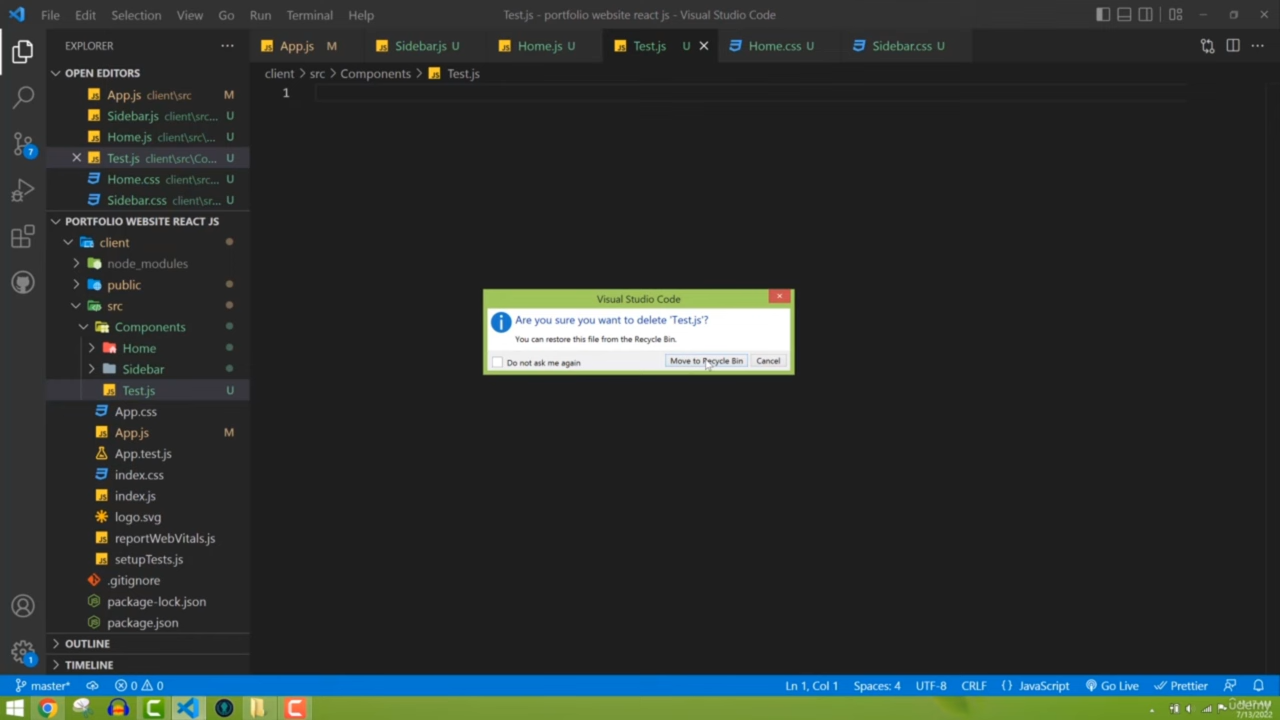 File Edit Selection View Go Run Terminal Help
Test.js - portfolio website react js - Visual Studio Code
EXPLORER
App.js M
Sidebar.js U
Home.js U
Test.js U
Home.css U
Sidebar.css U
OPEN EDITORS
client > src > Components > Test.js
App.js client\src M
Sidebar.js client\src... U
Home.js client\src\... U
Test.js client\src\Co... U
Home.css client\src... U
Sidebar.css client\sr... U
1
PORTFOLIO WEBSITE REACT JS
client
node_modules
public
src
Components
Home
Sidebar
Test.js U
App.css
App.js M
App.test.js
index.css
index.js
logo.svg
reportWebVitals.js
setupTests.js
.gitignore
package-lock.json
package.json
OUTLINE
TIMELINE
Visual Studio Code
Are you sure you want to delete 'Test.js'?
You can restore this file from the Recycle Bin.
Do not ask me again
Move to Recycle Bin
Cancel
7
1
master*
0 0
Ln 1, Col 1
Spaces: 4
UTF-8
CRLF
{ } JavaScript
Go Live
Prettier
udemy
7/13/2022